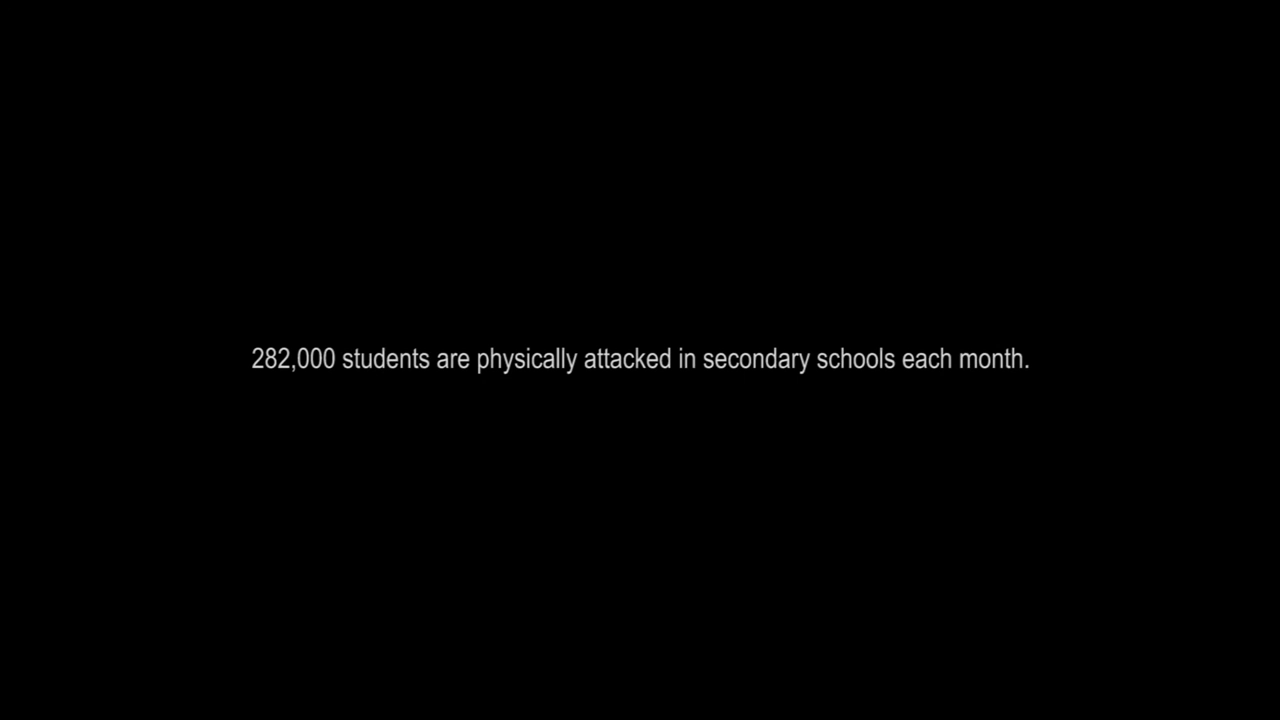 282,000 students are physically attacked in secondary schools each month.